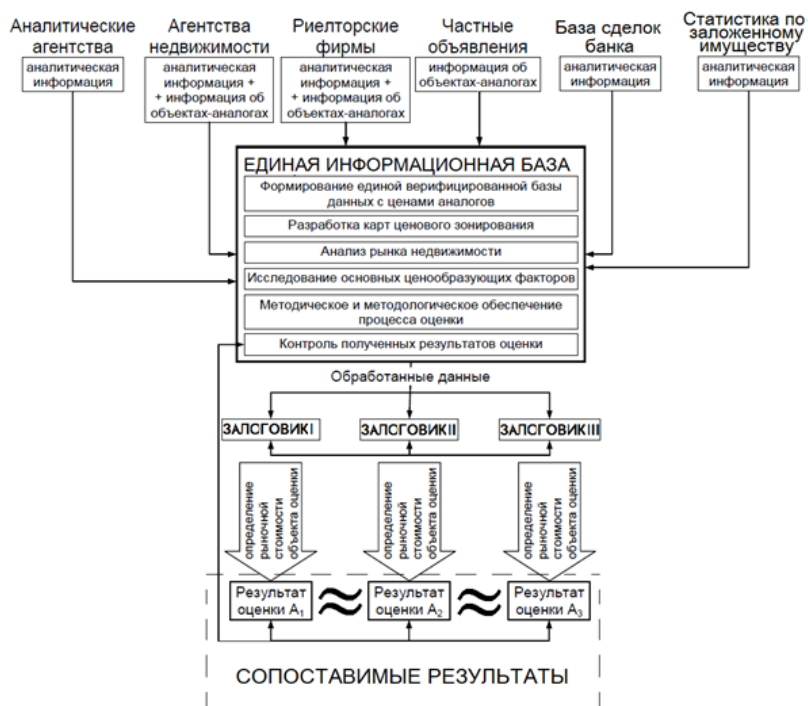 Аналитические
агентства
аналитическая
информация
Агентства
недвижимости
аналитическая
информация +
+ информация об
объектах-аналогах
Риелторские
фирмы
аналитическая
информация +
+ информация об
объектах-аналогах
Частные
объявления
информация об
объектах-аналогах
База сделок
банка
аналитическая
информация
Статистика по
заложенному
имуществу
аналитическая
информация
ЕДИНАЯ ИНФОРМАЦИОННАЯ БАЗА
Формирование единой верифицированной базы
данных с ценами аналогов
Разработка карт ценового зонирования
Анализ рынка недвижимости
Исследование основных ценообразующих факторов
Методическое и методологическое обеспечение
процесса оценки
Контроль полученных результатов оценки
Обработанные данные
ЗАЛОГОВИК I
ЗАЛОГОВИК II
ЗАЛОГОВИК III
определение
рыночной
стоимости
объекта оценки
определение
рыночной
стоимости
объекта оценки
определение
рыночной
стоимости
объекта оценки
Результат
оценки А₁
≈
Результат
оценки А₂
≈
Результат
оценки А₃
СОПОСТАВИМЫЕ РЕЗУЛЬТАТЫ